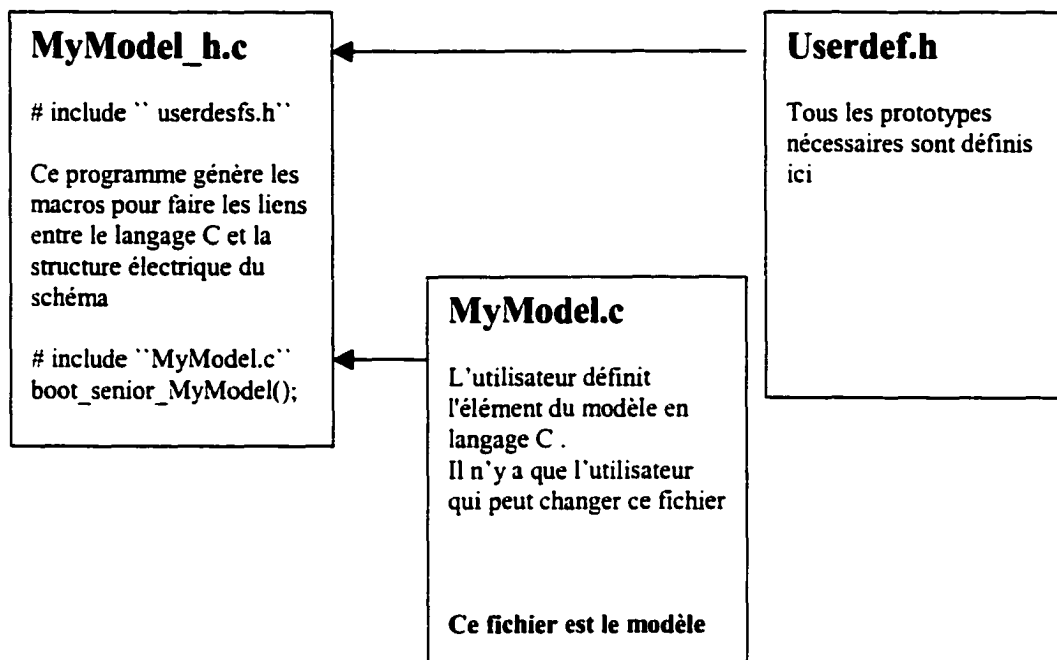 MyModel_h.c
# include `` userdesfs.h``
Ce programme génère les
macros pour faire les liens
entre le langage C et la
structure électrique du
schéma
# include ``MyModel.c``
boot_senior_MyModel();
MyModel.c
L'utilisateur définit
l'élément du modèle en
langage C .
Il n'y a que l'utilisateur
qui peut changer ce fichier
Ce fichier est le modèle
Userdef.h
Tous les prototypes
nécessaires sont définis
ici